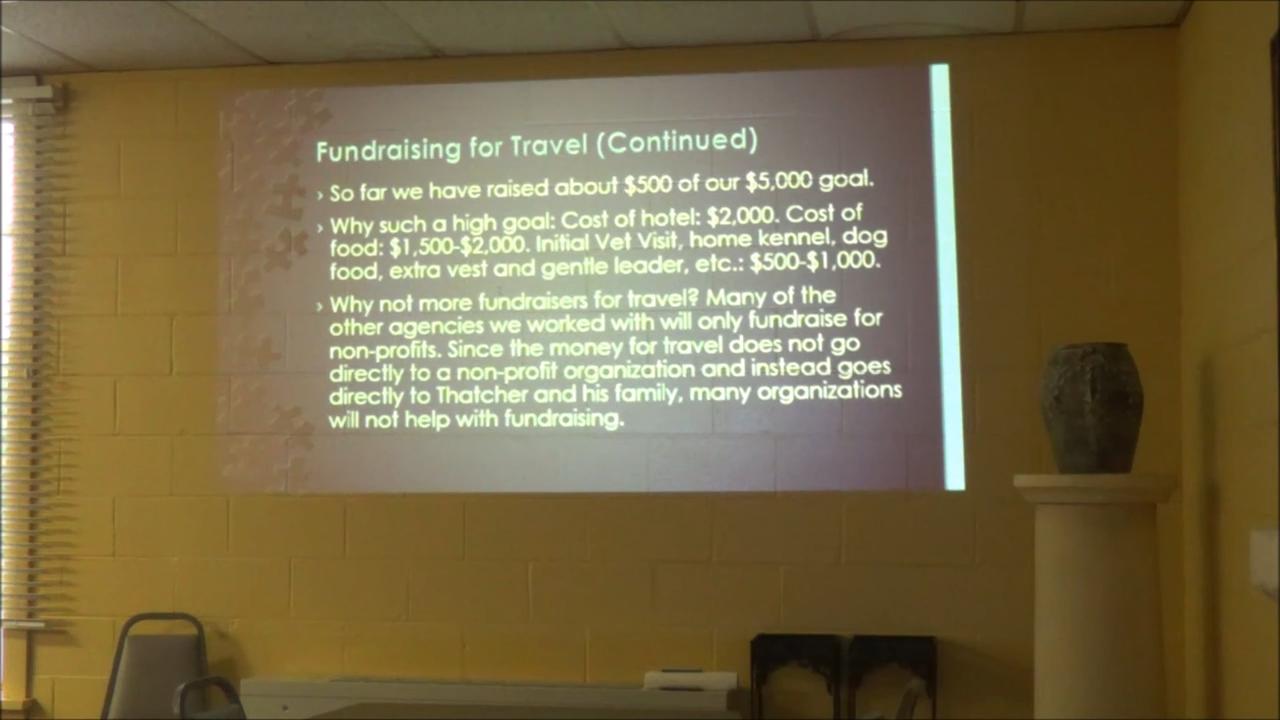 Fundraising for Travel (Continued)
› So far we have raised about $500 of our $5,000 goal.
› Why such a high goal: Cost of hotel: $2,000. Cost of
food: $1,500-$2,000. Initial Vet Visit, home kennel, dog
food, extra vest and gentle leader, etc.: $500-$1,000.
› Why not more fundraisers for travel? Many of the
other agencies we worked with will only fundraise for
non-profits. Since the money for travel does not go
directly to a non-profit organization and instead goes
directly to Thatcher and his family, many organizations
will not help with fundraising.